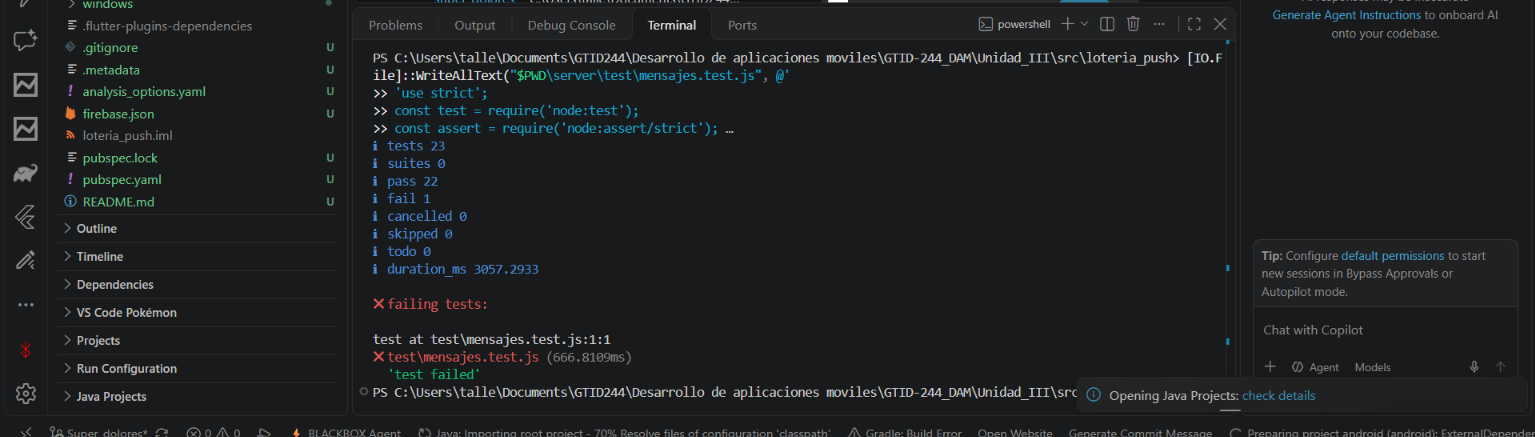 windows
.flutter-plugins-dependencies
.gitignore U
.metadata U
! analysis_options.yaml U
firebase.json U
loteria_push.iml
pubspec.lock U
! pubspec.yaml U
README.md U
Outline
Timeline
Dependencies
VS Code Pokémon
Projects
Run Configuration
Java Projects
Problems Output Debug Console Terminal Ports
powershell
PS C:\Users\talle\Documents\GTID244\Desarrollo de aplicaciones moviles\GTID-244_DAM\Unidad_III\src\loteria_push> [IO.F
ile]::WriteAllText("$PWD\server\test\mensajes.test.js", @'
>> 'use strict';
>> const test = require('node:test');
>> const assert = require('node:assert/strict'); …
ℹ tests 23
ℹ suites 0
ℹ pass 22
ℹ fail 1
ℹ cancelled 0
ℹ skipped 0
ℹ todo 0
ℹ duration_ms 3057.2933
❌failing tests:
test at test\mensajes.test.js:1:1
❌test\mensajes.test.js (666.8109ms)
'test failed'
PS C:\Users\talle\Documents\GTID244\Desarrollo de aplicaciones moviles\GTID-244_DAM\Unidad_III\src
Generate Agent Instructions to onboard AI
onto your codebase.
Tip: Configure default permissions to start
new sessions in Bypass Approvals or
Autopilot mode.
Chat with Copilot
Agent Models
Opening Java Projects: check details
Super_dolores* 0 0 BLACKBOX Agent Java: Importing root project - 70% Resolve files of configuration 'classpath' Gradle: Build Error Open Website Generate Commit Message Preparing project android (android): ExternalDepende